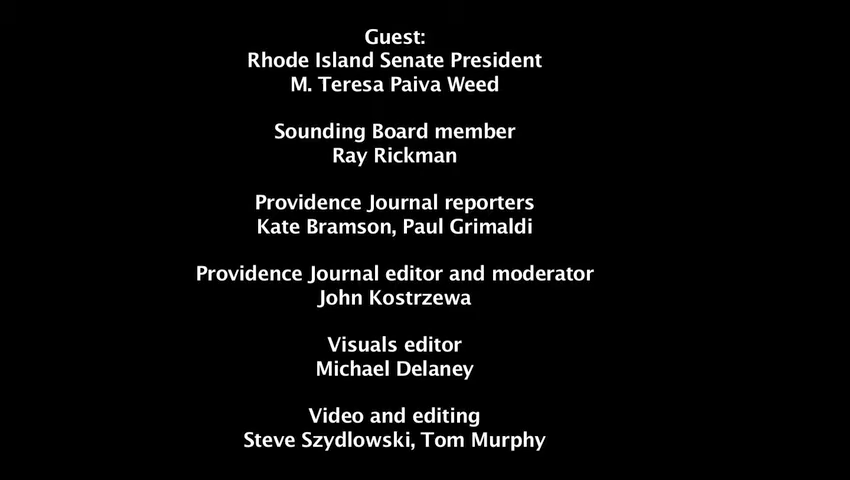 Guest:
Rhode Island Senate President
M. Teresa Paiva Weed
Sounding Board member
Ray Rickman
Providence Journal reporters
Kate Bramson, Paul Grimaldi
Providence Journal editor and moderator
John Kostrzewa
Visuals editor
Michael Delaney
Video and editing
Steve Szydlowski, Tom Murphy